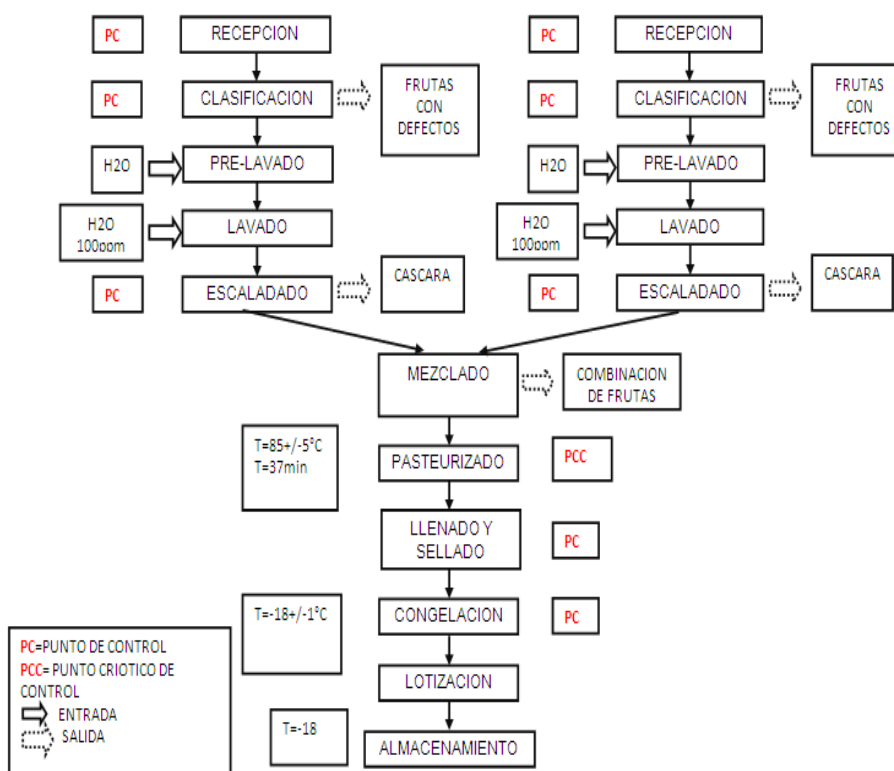 PC
RECEPCION
PC
CLASIFICACION
FRUTAS
CON
DEFECTOS
H2O
PRE-LAVADO
H2O
100ppm
LAVADO
PC
ESCALADADO
CASCARA
PC
RECEPCION
PC
CLASIFICACION
FRUTAS
CON
DEFECTOS
H2O
PRE-LAVADO
H2O
100ppm
LAVADO
PC
ESCALADADO
CASCARA
MEZCLADO
COMBINACION
DE FRUTAS
T=85+/-5°C
T=37min
PASTEURIZADO
PCC
LLENADO Y
SELLADO
PC
T=-18+/-1°C
CONGELACION
PC
LOTIZACION
T=-18
ALMACENAMIENTO
PC=PUNTO DE CONTROL
PCC= PUNTO CRIOTICO DE
CONTROL
ENTRADA
SALIDA